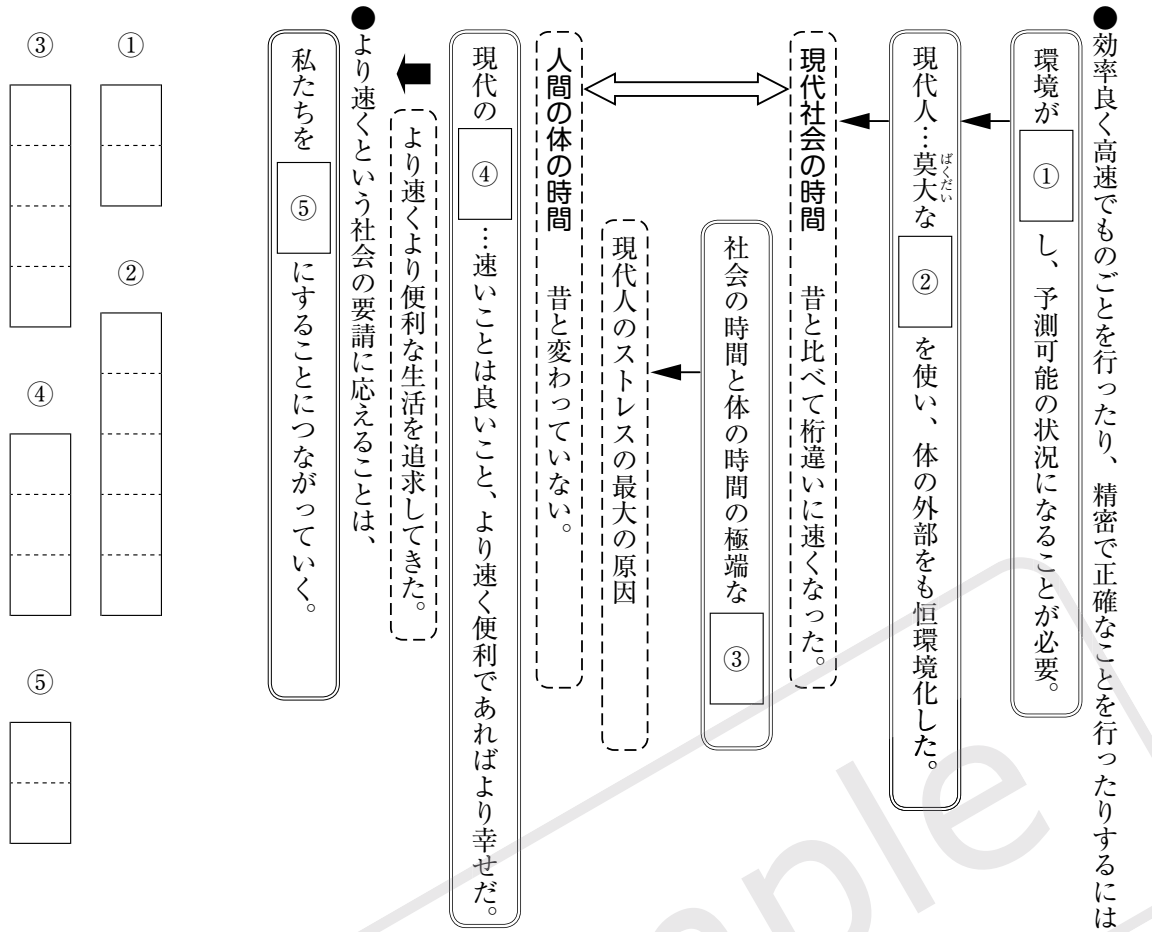 ●効率良く高速でものごとを行ったり、精密で正確なことを行ったりするには
環境が ① し、予測可能の状況になることが必要。
現代人…莫大な ② を使い、体の外部をも恒環境化した。
ばくだい
現代社会の時間 昔と比べて桁違いに速くなった。
社会の時間と体の時間の極端な ③
現代人のストレスの最大の原因
人間の体の時間 昔と変わっていない。
現代の ④ …速いことは良いこと、より速く便利であればより幸せだ。
より速くより便利な生活を追求してきた。
●より速くという社会の要請に応えることは、
私たちを ⑤ にすることにつながっていく。
①
②
③
④
⑤
ple